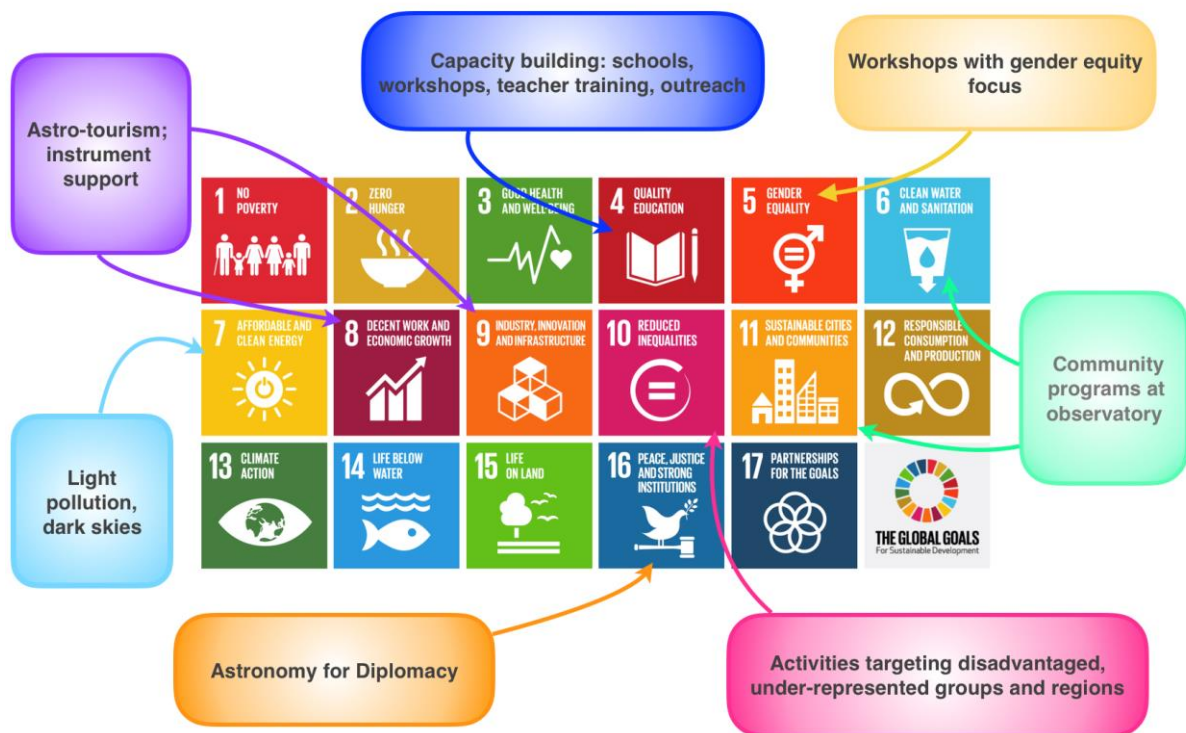 Capacity building: schools,
workshops, teacher training, outreach
Workshops with gender equity
focus
Astro-tourism;
instrument
support
1 NO
POVERTY
2 ZERO
HUNGER
3 GOOD HEALTH
AND WELL-BEING
4 QUALITY
EDUCATION
5 GENDER
EQUALITY
6 CLEAN WATER
AND SANITATION
7 AFFORDABLE AND
CLEAN ENERGY
8 DECENT WORK AND
ECONOMIC GROWTH
9 INDUSTRY, INNOVATION
AND INFRASTRUCTURE
10 REDUCED
INEQUALITIES
11 SUSTAINABLE CITIES
AND COMMUNITIES
12 RESPONSIBLE
CONSUMPTION
AND PRODUCTION
Community
programs at
observatory
Light
pollution,
dark skies
13 CLIMATE
ACTION
14 LIFE BELOW
WATER
15 LIFE
ON LAND
16 PEACE, JUSTICE
AND STRONG
INSTITUTIONS
17 PARTNERSHIPS
FOR THE GOALS
THE GLOBAL GOALS
For Sustainable Development
Astronomy for Diplomacy
Activities targeting disadvantaged,
under-represented groups and regions